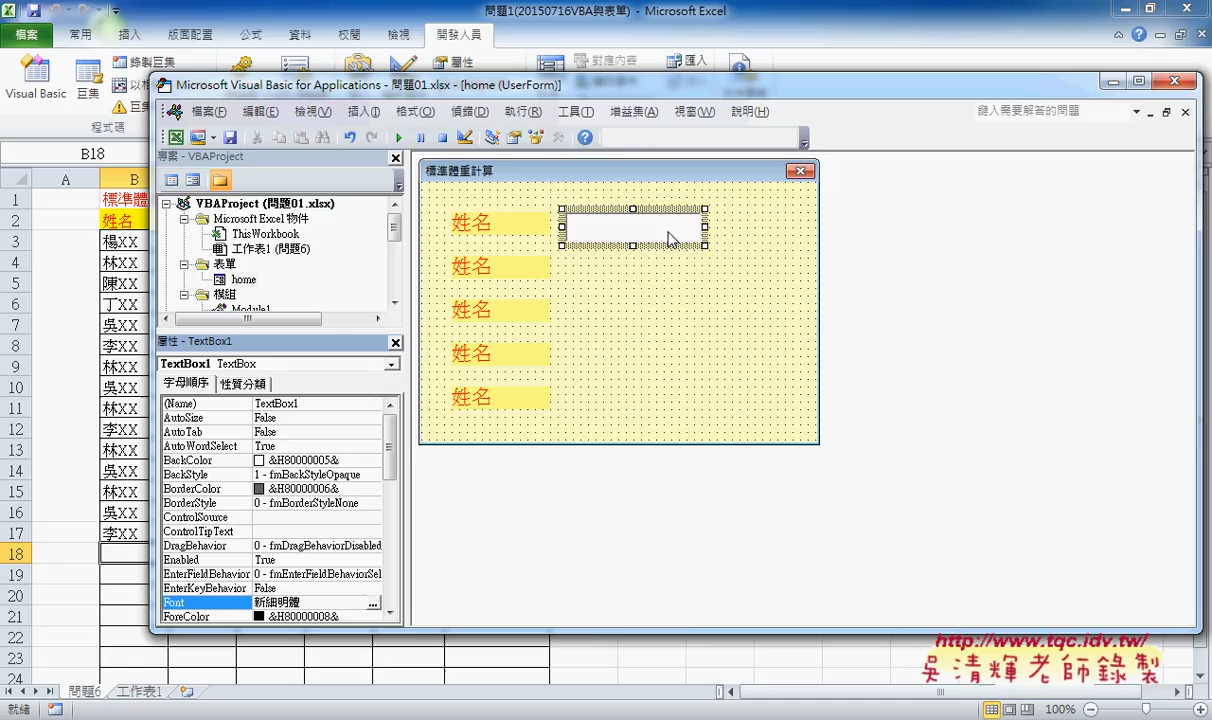 問題1(20150716VBA與表單) - Microsoft Excel
檔案 常用 插入 版面配置 公式 資料 校閱 檢視 開發人員
錄製巨集 屬性 對應內容 匯入
Visual Basic 巨集
程式碼
Microsoft Visual Basic for Applications - 問題01.xlsx - [home (UserForm)]
檔案(F) 編輯(E) 檢視(V) 插入(I) 格式(O) 偵錯(D) 執行(R) 工具(T) 增益集(A) 視窗(W) 說明(H) 鍵入需要解答的問題
B18
專案 - VBAProject
VBAProject (問題01.xlsx)
Microsoft Excel 物件
ThisWorkbook
工作表1 (問題6)
表單
home
模組
Module1
屬性 - TextBox1
TextBox1 TextBox
字母順序 性質分類
(Name) TextBox1
AutoSize False
AutoTab False
AutoWordSelect True
BackColor &H80000005&
BackStyle 1 - fmBackStyleOpaque
BorderColor &H80000006&
BorderStyle 0 - fmBorderStyleNone
ControlSource
ControlTipText
DragBehavior 0 - fmDragBehaviorDisabled
Enabled True
EnterFieldBehavior 0 - fmEnterFieldBehaviorSel
EnterKeyBehavior False
Font 新細明體 ...
ForeColor &H80000008&
標準體重計算
姓名
姓名
姓名
姓名
姓名
A B
1 標準體
2 姓名
3 楊XX
4 林XX
5 陳XX
6 丁XX
7 吳XX
8 李XX
9 林XX
10 吳XX
11 林XX
12 李XX
13 林XX
14 吳XX
15 林XX
16 吳XX
17 李XX
18
19
20
21
22
23
24
http://www.tqc.idv.tw/
吳清輝老師錄製
問題6 工作表1
就緒 100%